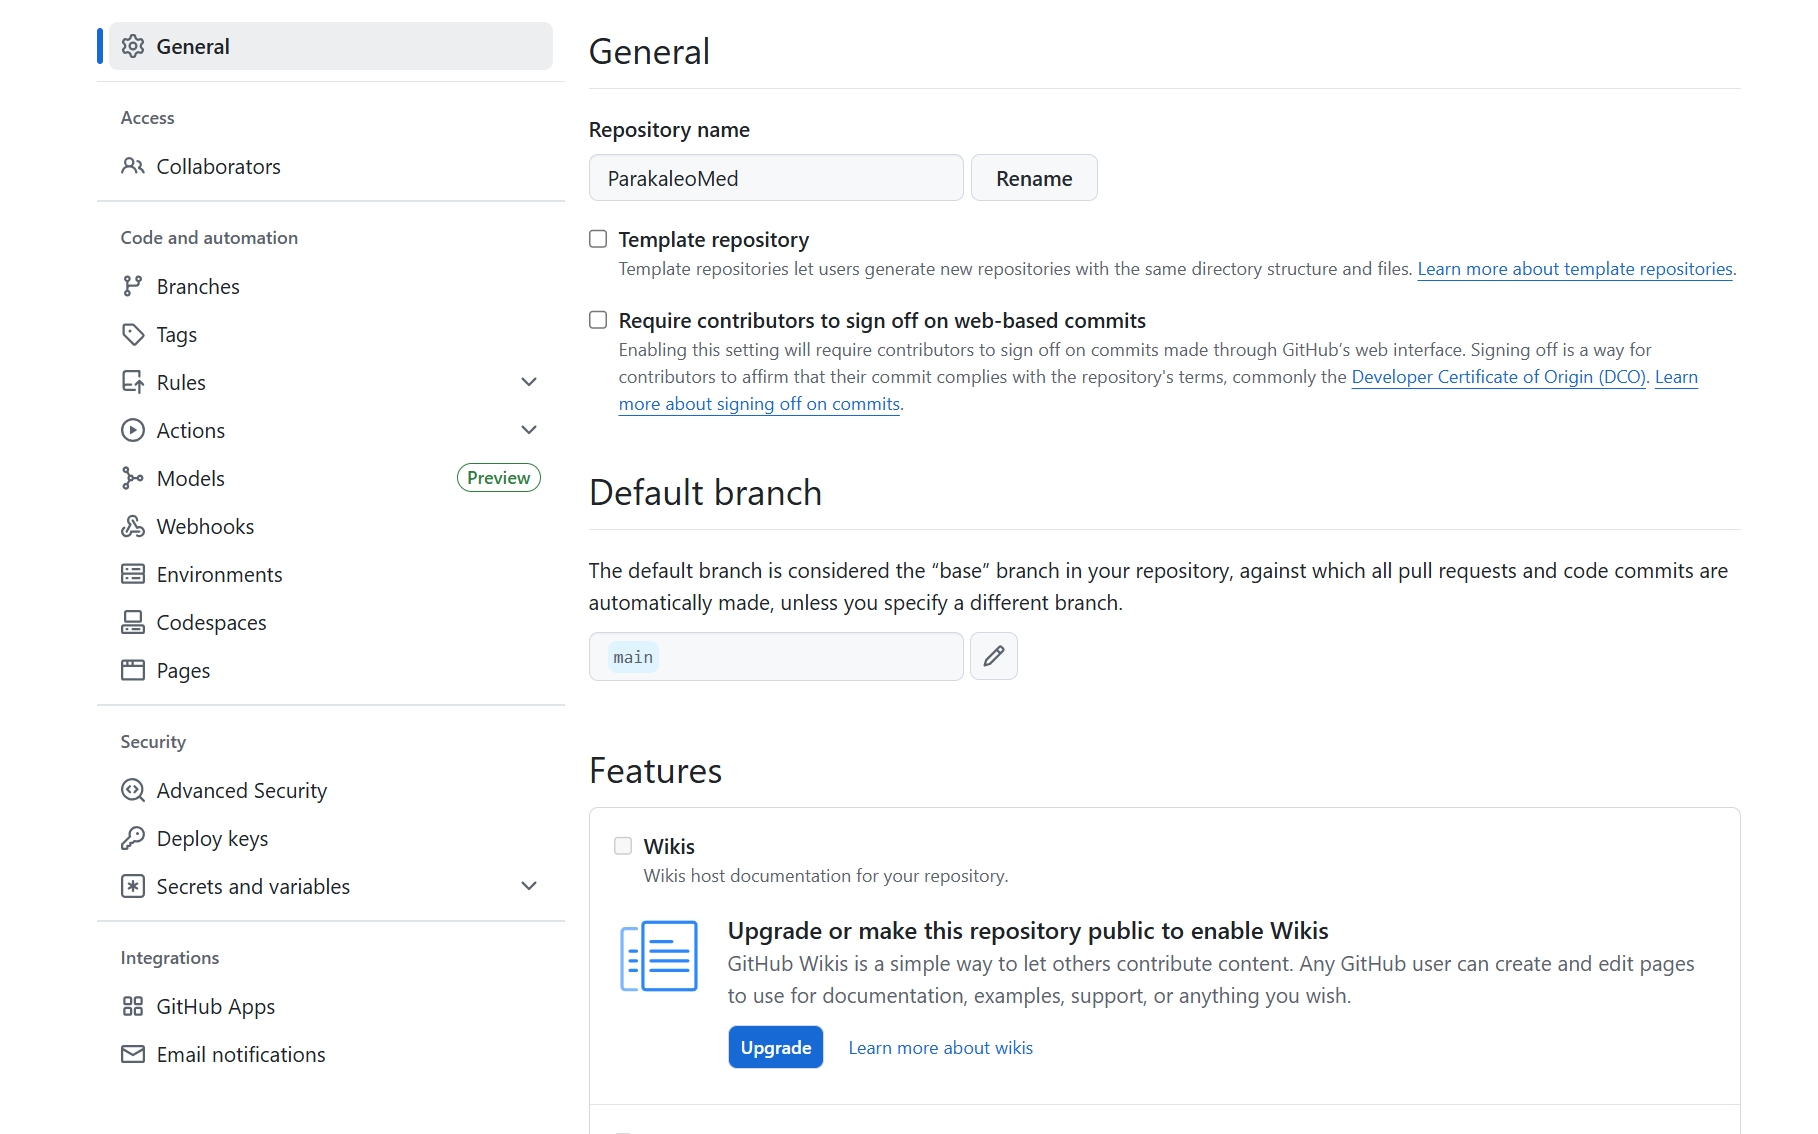 General
Access
Collaborators
Code and automation
Branches
Tags
Rules
Actions
Models Preview
Webhooks
Environments
Codespaces
Pages
Security
Advanced Security
Deploy keys
Secrets and variables
Integrations
GitHub Apps
Email notifications
General
Repository name
ParakaleoMed Rename
Template repository
Template repositories let users generate new repositories with the same directory structure and files. Learn more about template repositories.
Require contributors to sign off on web-based commits
Enabling this setting will require contributors to sign off on commits made through GitHub’s web interface. Signing off is a way for
contributors to affirm that their commit complies with the repository's terms, commonly the Developer Certificate of Origin (DCO). Learn
more about signing off on commits.
Default branch
The default branch is considered the “base” branch in your repository, against which all pull requests and code commits are
automatically made, unless you specify a different branch.
main
Features
Wikis
Wikis host documentation for your repository.
Upgrade or make this repository public to enable Wikis
GitHub Wikis is a simple way to let others contribute content. Any GitHub user can create and edit pages
to use for documentation, examples, support, or anything you wish.
Upgrade Learn more about wikis